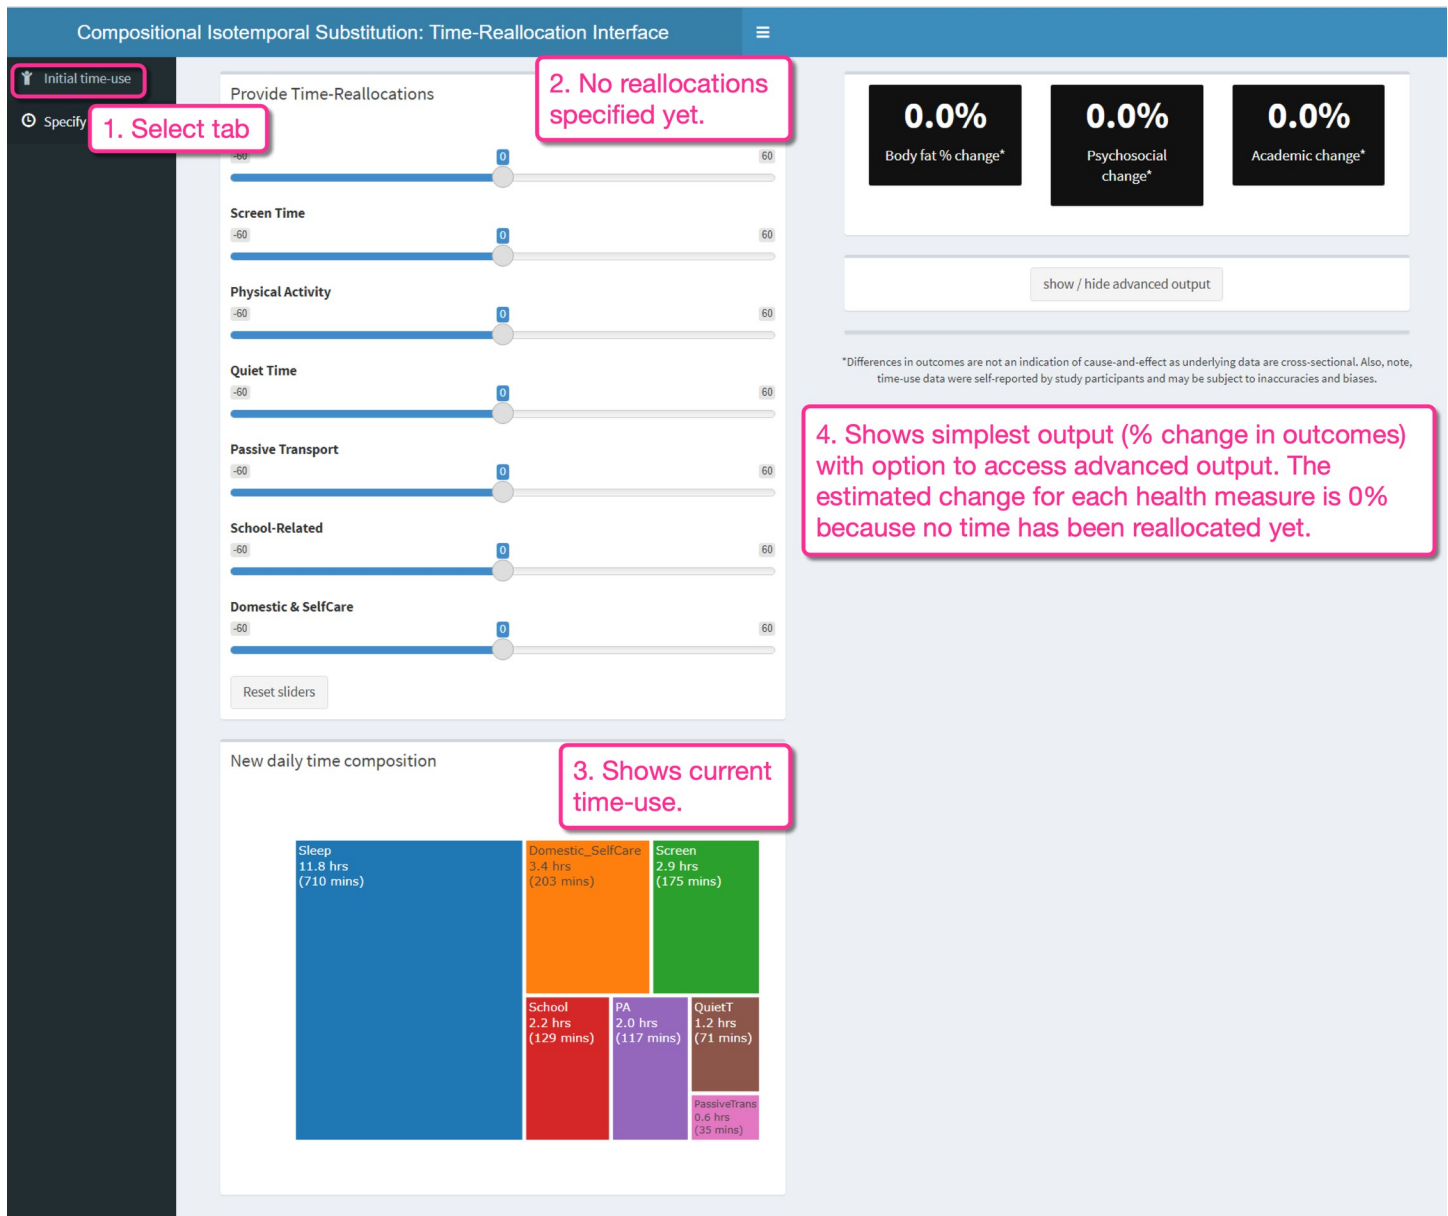 Compositional Isotemporal Substitution: Time-Reallocation Interface
Initial time-use
Specify
1. Select tab
Provide Time-Reallocations
2. No reallocations
specified yet.
-60
0
60
Screen Time
-60
0
60
Physical Activity
-60
0
60
Quiet Time
-60
0
60
Passive Transport
-60
0
60
School-Related
-60
0
60
Domestic & SelfCare
-60
0
60
Reset sliders
0.0%
Body fat % change*
0.0%
Psychosocial
change*
0.0%
Academic change*
show / hide advanced output
*Differences in outcomes are not an indication of cause-and-effect as underlying data are cross-sectional. Also, note,
time-use data were self-reported by study participants and may be subject to inaccuracies and biases.
4. Shows simplest output (% change in outcomes)
with option to access advanced output. The
estimated change for each health measure is 0%
because no time has been reallocated yet.
New daily time composition
3. Shows current
time-use.
Sleep
11.8 hrs
(710 mins)
Domestic_SelfCare
3.4 hrs
(203 mins)
Screen
2.9 hrs
(175 mins)
School
2.2 hrs
(129 mins)
PA
2.0 hrs
(117 mins)
QuietT
1.2 hrs
(71 mins)
PassiveTrans
0.6 hrs
(35 mins)